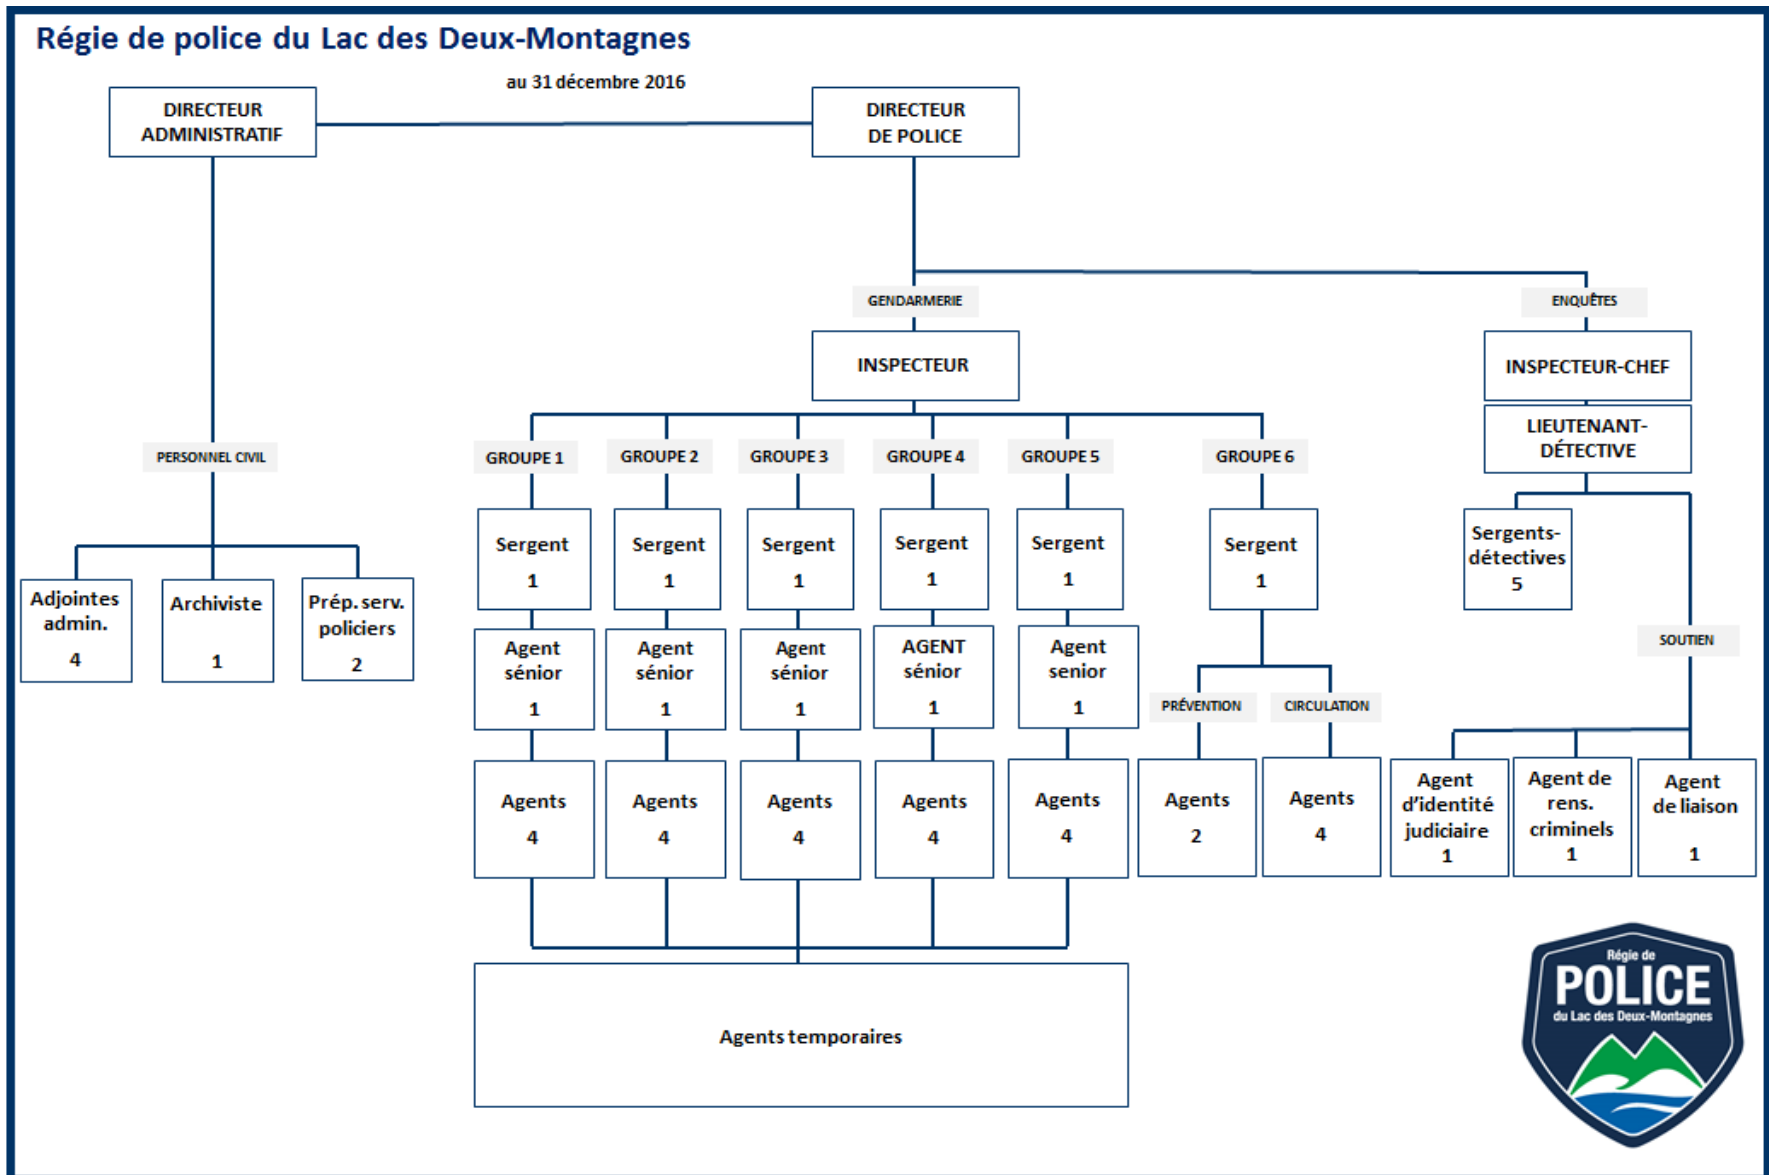 Régie de police du Lac des Deux-Montagnes
au 31 décembre 2016
DIRECTEUR
ADMINISTRATIF
DIRECTEUR
DE POLICE
GENDARMERIE
ENQUÊTES
INSPECTEUR
INSPECTEUR-CHEF
LIEUTENANT-
DÉTECTIVE
PERSONNEL CIVIL
GROUPE 1
GROUPE 2
GROUPE 3
GROUPE 4
GROUPE 5
GROUPE 6
Adjointes
admin.
4
Archiviste
1
Prép. serv.
policiers
2
Sergent
1
Sergent
1
Sergent
1
Sergent
1
Sergent
1
Sergent
1
Sergents-
détectives
5
Agent
sénior
1
Agent
sénior
1
Agent
sénior
1
AGENT
sénior
1
Agent
senior
1
SOUTIEN
PRÉVENTION
CIRCULATION
Agents
4
Agents
4
Agents
4
Agents
4
Agents
4
Agents
2
Agents
4
Agent
d'identité
judiciaire
1
Agent de
rens.
criminels
1
Agent
de liaison
1
Agents temporaires
Régie de
POLICE
du Lac des Deux-Montagnes